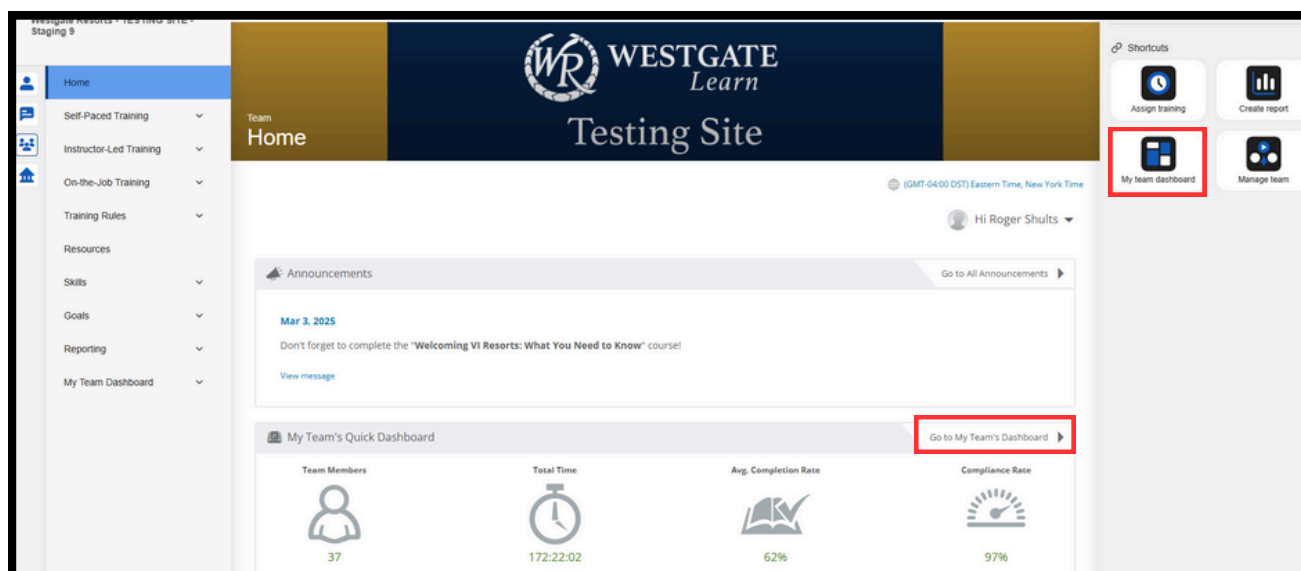 Westgate Resorts - TESTING SITE -
Staging 9
Home
Self-Paced Training
Instructor-Led Training
On-the-Job Training
Training Rules
Resources
Skills
Goals
Reporting
My Team Dashboard
WR
WESTGATE
Learn
Testing Site
Team
Home
(GMT-04:00 DST) Eastern Time, New York Time
Hi Roger Shults
Announcements
Go to All Announcements
Mar 3, 2025
Don't forget to complete the "Welcoming VI Resorts: What You Need to Know" course!
View message
My Team's Quick Dashboard
Go to My Team's Dashboard
Team Members
Total Time
Avg. Completion Rate
Compliance Rate
37
172:22:02
62%
97%
Shortcuts
Assign training
Create report
My team dashboard
Manage team